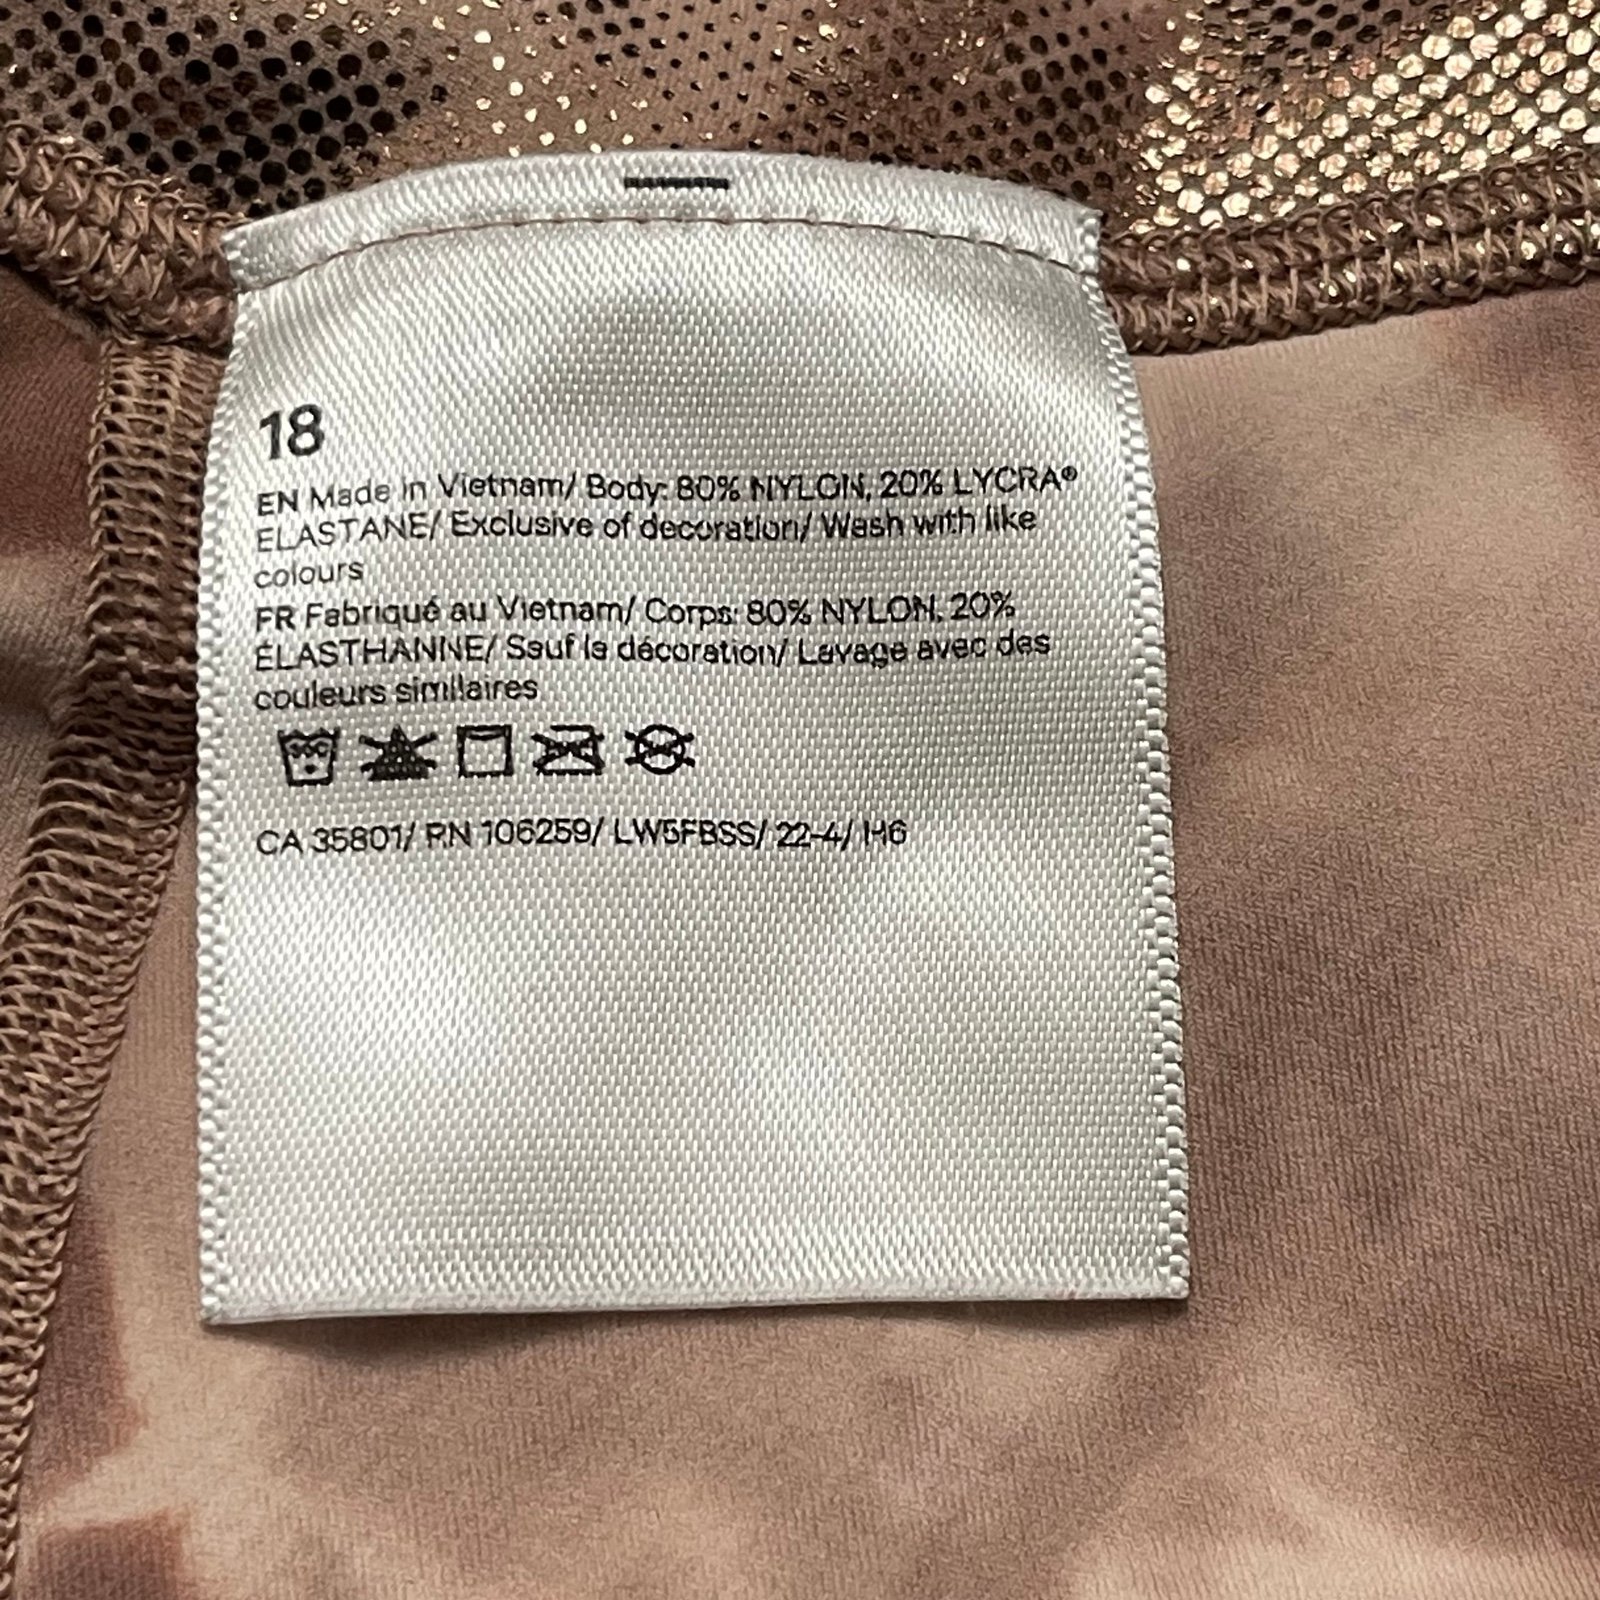 18
EN Made in Vietnam/ Body: 80% NYLON, 20% LYCRA®
ELASTANE/ Exclusive of decoration/ Wash with like
colours
FR Fabriqué au Vietnam/ Corps: 80% NYLON, 20%
ÉLASTHANNE/ Sauf la décoration/ Lavage avec des
couleurs similaires
30C
CA 35801/ RN 106259/ LW5FBSS/ 22-4/ H6